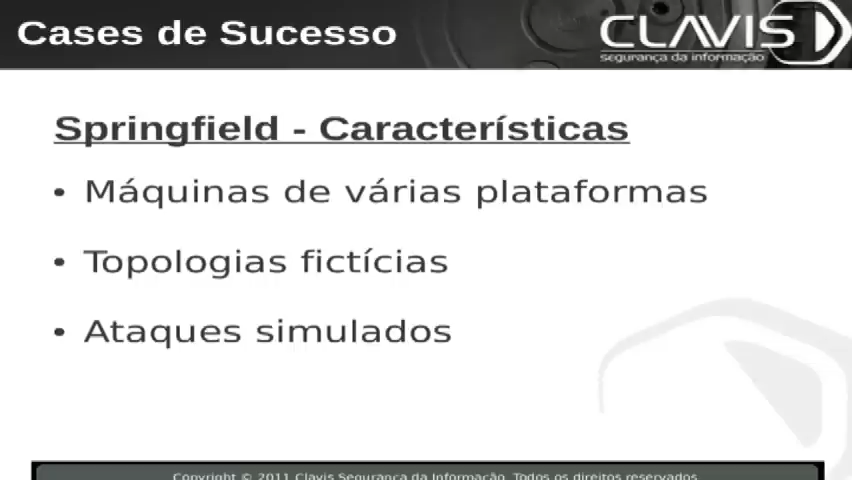 Cases de Sucesso
CLAVIS
segurança da informação
Springfield - Características
• Máquinas de várias plataformas
• Topologias fictícias
• Ataques simulados
Copyright © 2011 Clavis Segurança da Informação. Todos os direitos reservados.